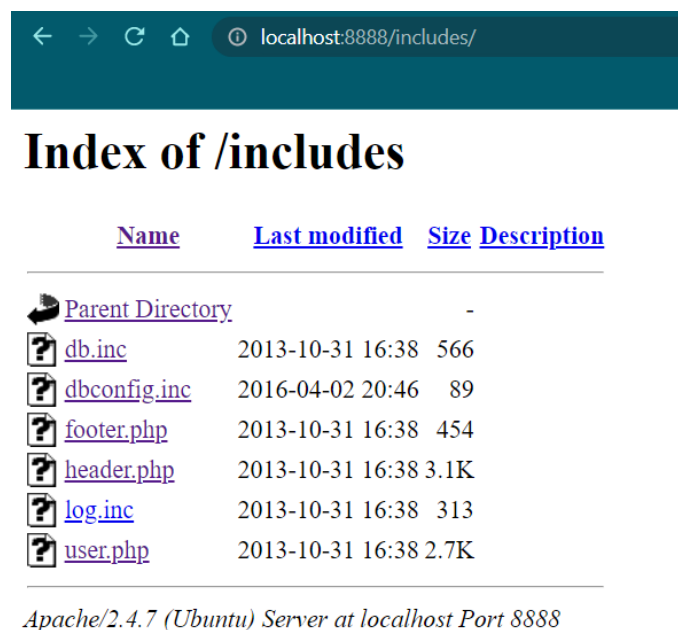 localhost:8888/includes/
Index of /includes
Name Last modified Size Description
Parent Directory -
db.inc 2013-10-31 16:38 566
dbconfig.inc 2016-04-02 20:46 89
footer.php 2013-10-31 16:38 454
header.php 2013-10-31 16:38 3.1K
log.inc 2013-10-31 16:38 313
user.php 2013-10-31 16:38 2.7K
Apache/2.4.7 (Ubuntu) Server at localhost Port 8888